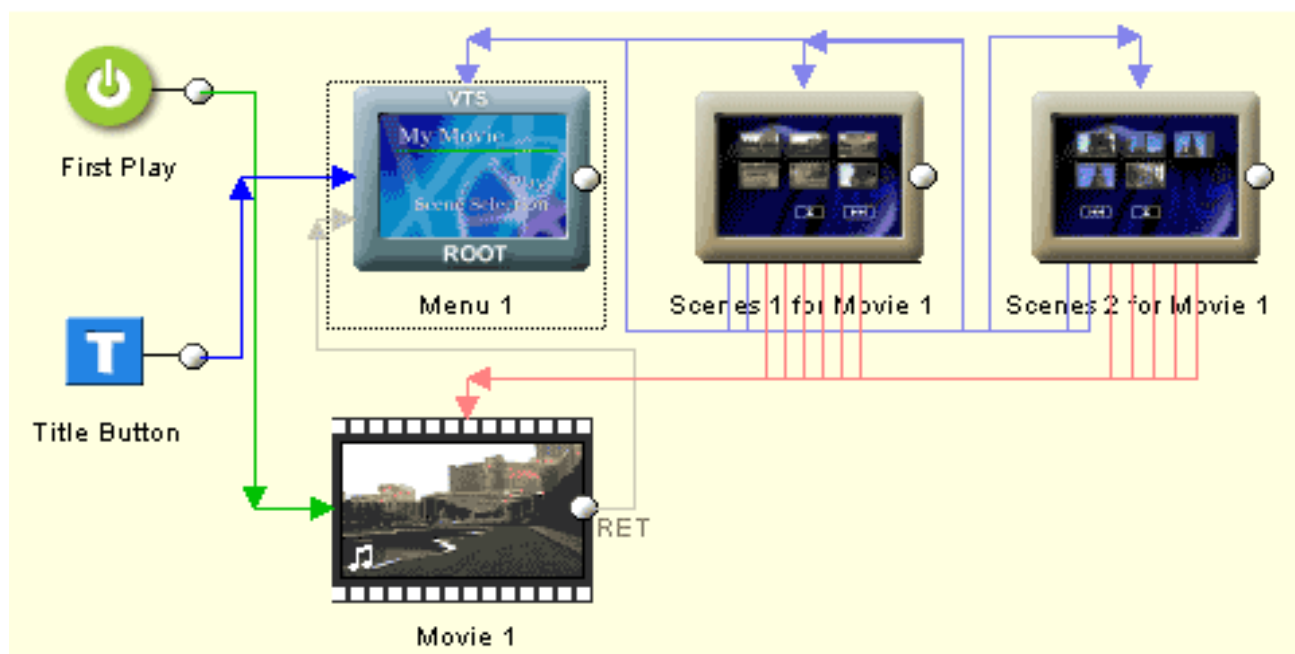 First Play
VTS
My Movie
Play
Scene Selection
ROOT
Menu 1
Scenes 1 for Movie 1
Scenes 2 for Movie 1
T
Title Button
RET
Movie 1